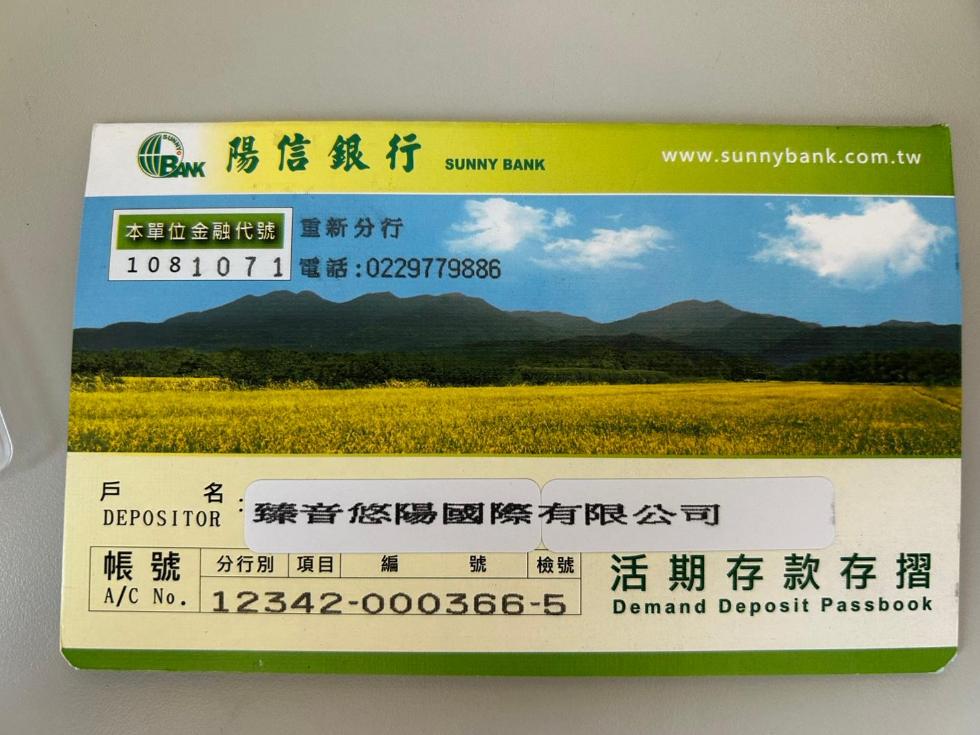 SUNNY BANK 陽信銀行 SUNNY BANK www.sunnybank.com.tw
本單位金融代號 重新分行
1081071 電話:0229779886
戶名:臻音悠陽國際有限公司
DEPOSITOR
帳號 分行別 項目 編號 檢號
A/C No. 12342-000366-5
活期存款存摺
Demand Deposit Passbook